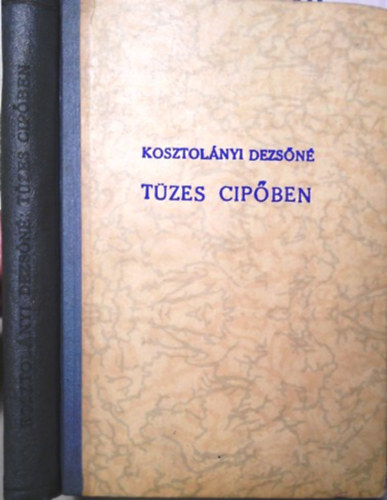 KOSZTOLÁNYI DEZSŐNÉ: TÜZES CIPŐBEN
KOSZTOLÁNYI DEZSŐNÉ
TÜZES CIPŐBEN